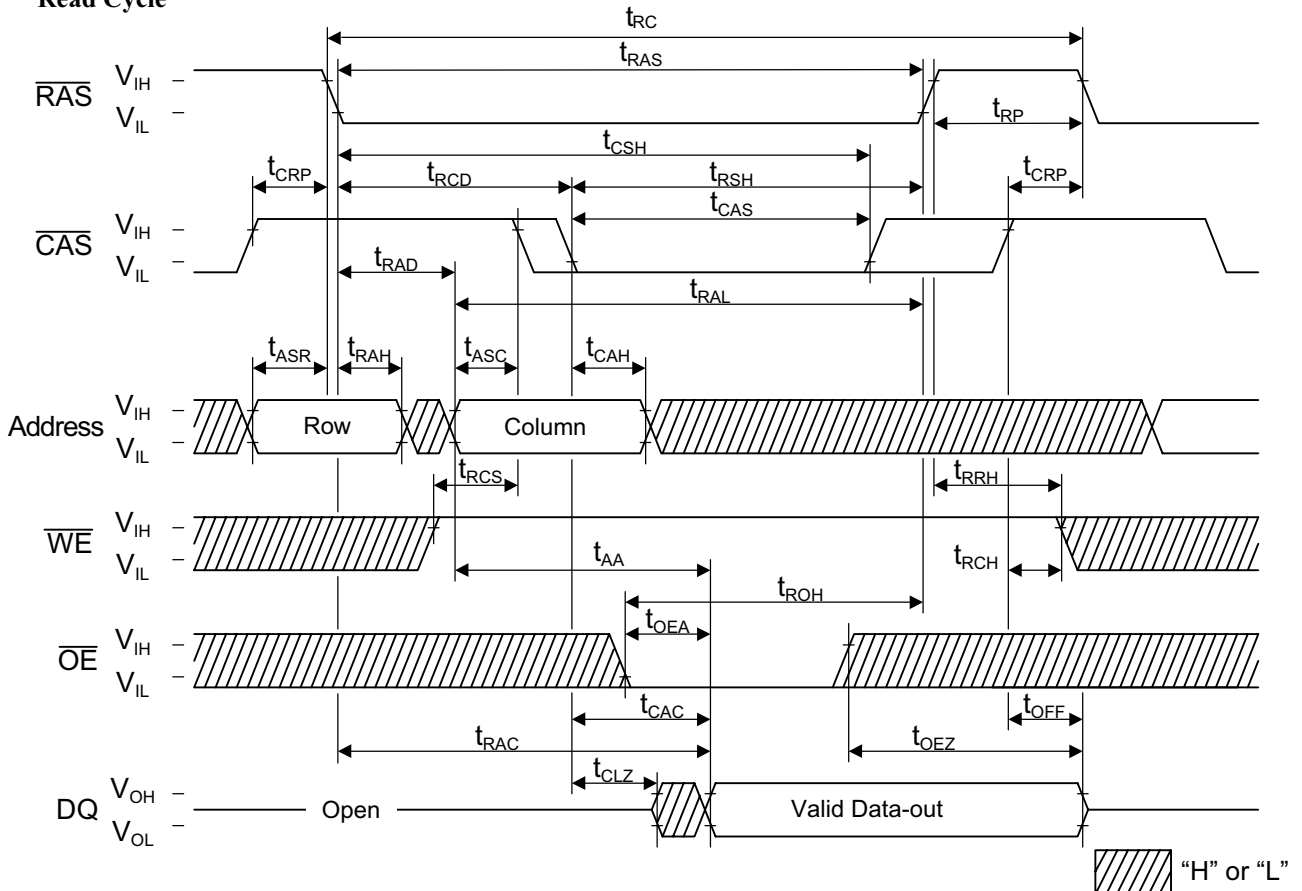 Read Cycle
tRC
tRAS
RAS VIH
VIL
tRP
tCSH
tCRP tRCD tRSH tCRP
tCAS
CAS VIH
VIL
tRAD
tRAL
tASR tRAH tASC tCAH
Address VIH
VIL
Row Column
tRCS tRRH
WE VIH
VIL
tAA tRCH
tROH
tOEA
OE VIH
VIL
tCAC tOFF
tRAC tOEZ
tCLZ
DQ VOH
VOL
Open Valid Data-out
“H” or “L”